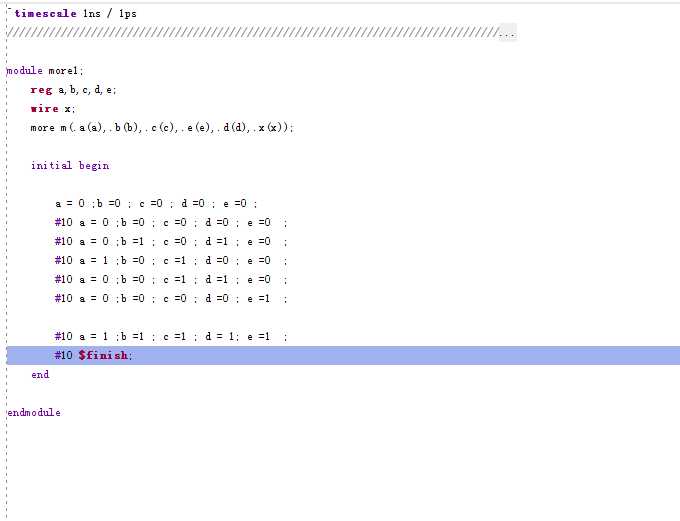 `timescale 1ns / 1ps
//////////////////////////////////////////////////////////////////////////////////...
module more1;
reg a,b,c,d,e;
wire x;
more m(.a(a),.b(b),.c(c),.e(e),.d(d),.x(x));
initial begin
a = 0 ;b =0 ; c =0 ; d =0 ; e =0 ;
#10 a = 0 ;b =0 ; c =0 ; d =0 ; e =0 ;
#10 a = 0 ;b =1 ; c =0 ; d =1 ; e =0 ;
#10 a = 1 ;b =0 ; c =1 ; d =0 ; e =0 ;
#10 a = 0 ;b =0 ; c =1 ; d =1 ; e =0 ;
#10 a = 0 ;b =0 ; c =0 ; d =0 ; e =1 ;
#10 a = 1 ;b =1 ; c =1 ; d = 1; e =1 ;
#10 $finish;
end
endmodule